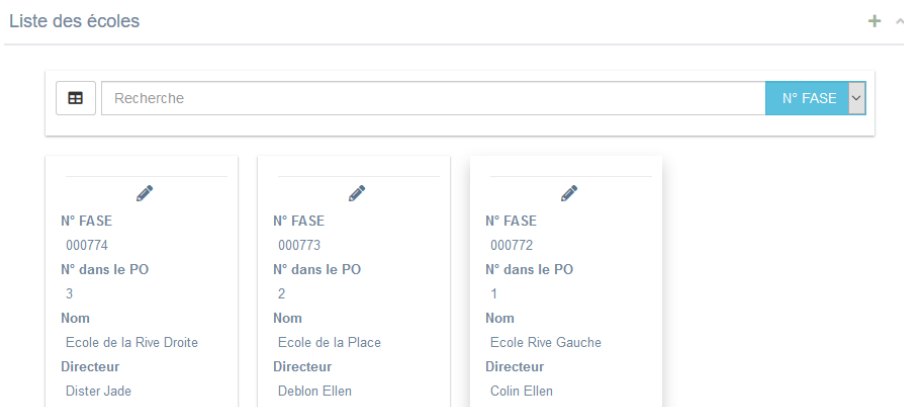 Liste des écoles
Recherche
N° FASE
N° FASE
000774
N° dans le PO
3
Nom
Ecole de la Rive Droite
Directeur
Dister Jade
N° FASE
000773
N° dans le PO
2
Nom
Ecole de la Place
Directeur
Deblon Ellen
N° FASE
000772
N° dans le PO
1
Nom
Ecole Rive Gauche
Directeur
Colin Ellen